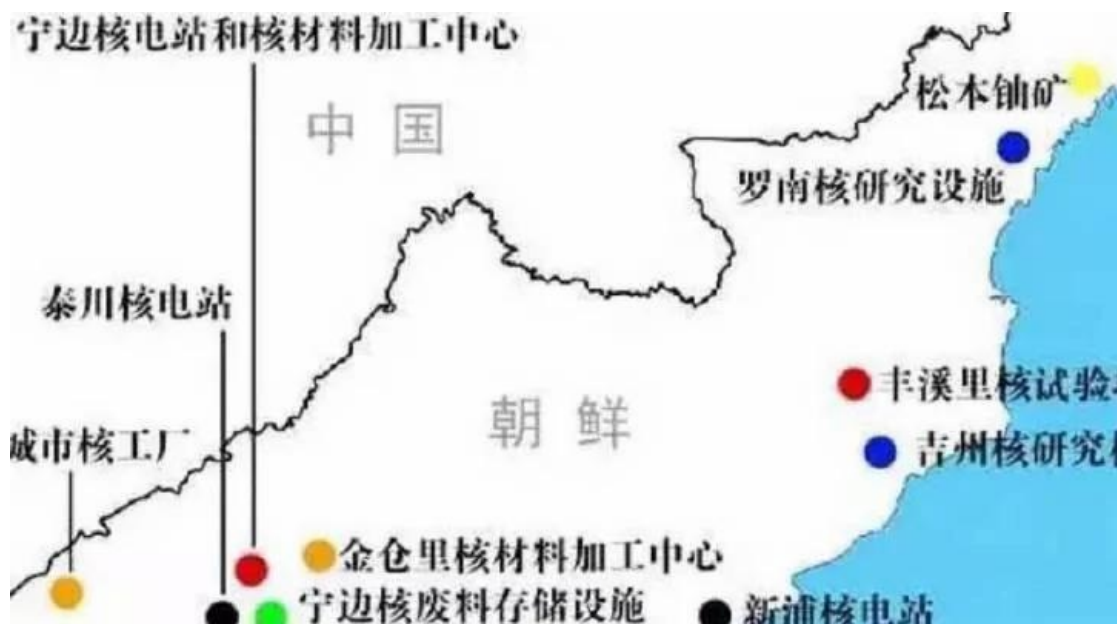 宁边核电站和核材料加工中心
中国
松本铀矿
罗南核研究设施
泰川核电站
丰溪里核试验
朝鲜
城市核工厂
吉州核研究
金仓里核材料加工中心
宁边核废料存储设施
新浦核电站